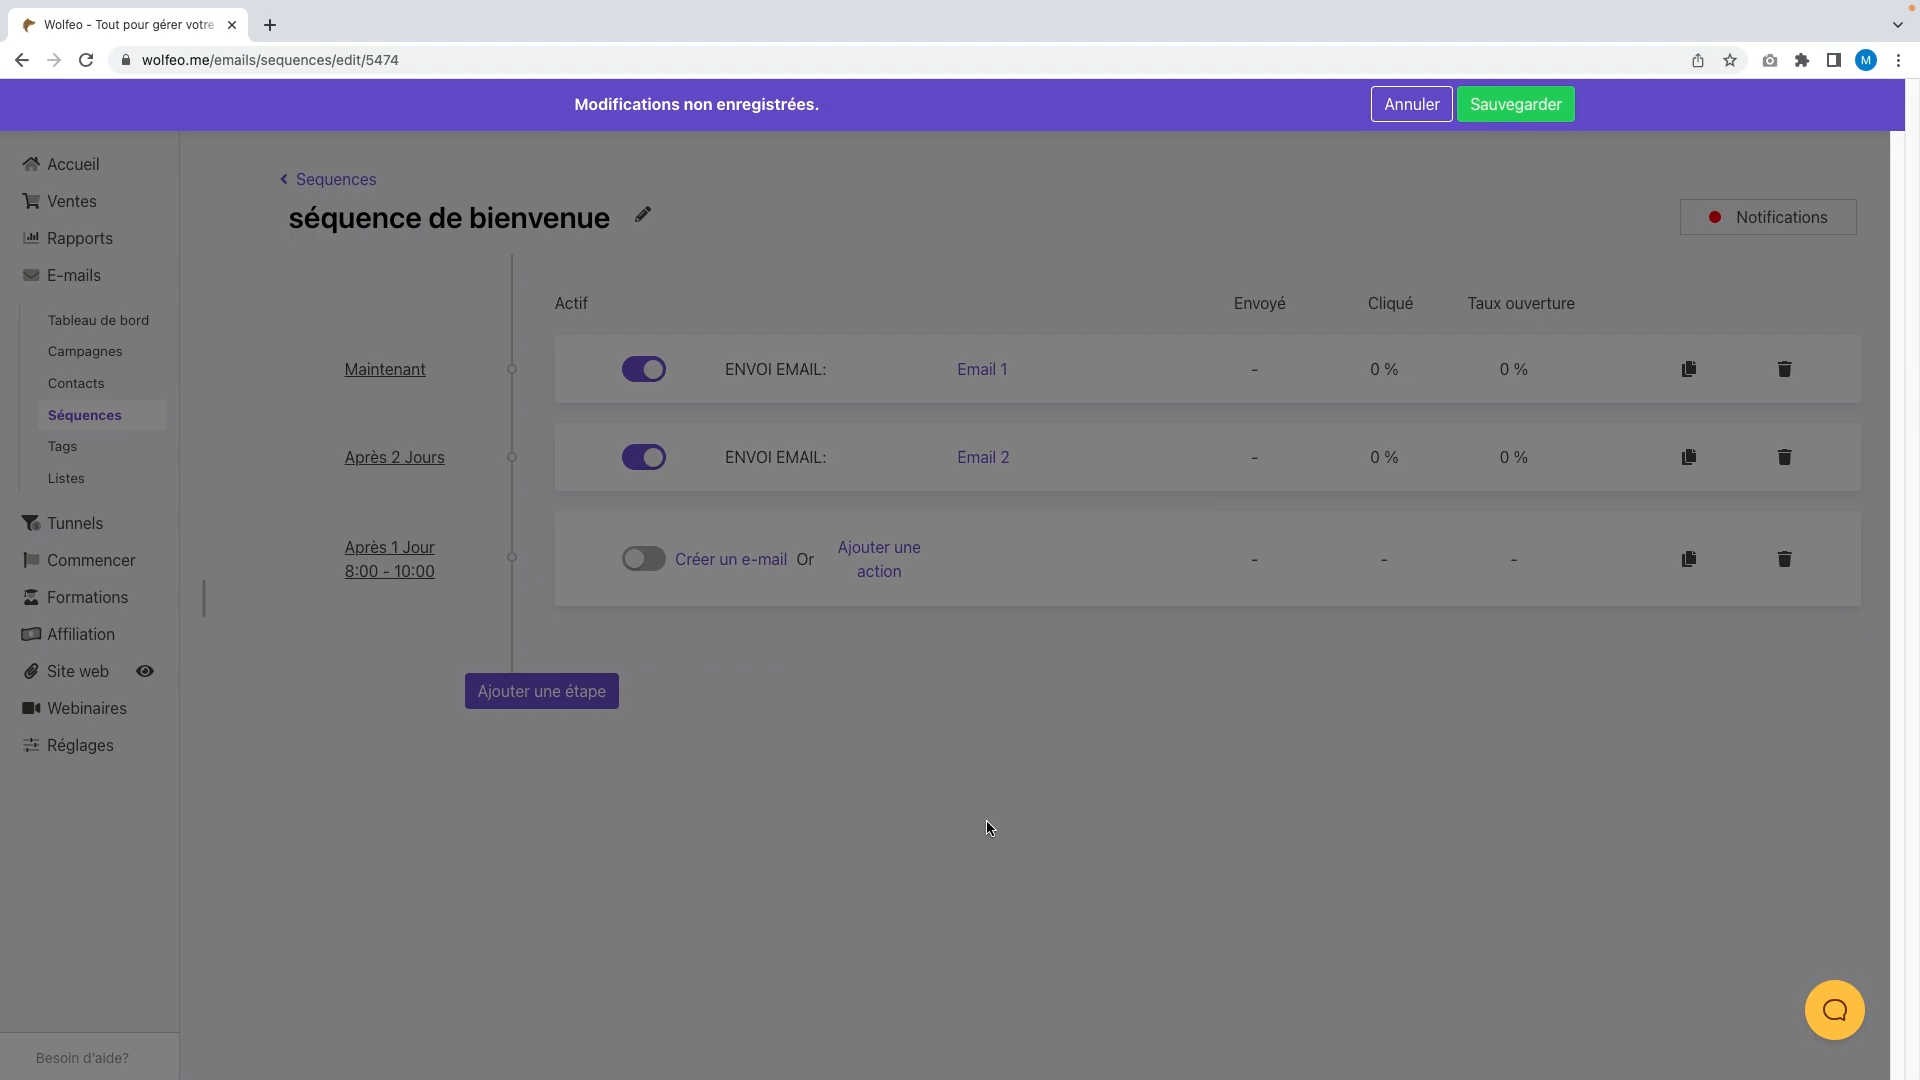 Wolfeo - Tout pour gérer votre
wolfeo.me/emails/sequences/edit/5474
M
Modifications non enregistrées.
Annuler
Sauvegarder
Accueil
Ventes
Rapports
E-mails
Tableau de bord
Campagnes
Contacts
Séquences
Tags
Listes
Tunnels
Commencer
Formations
Affiliation
Site web
Webinaires
Réglages
Besoin d'aide?
Sequences
séquence de bienvenue
Notifications
Actif Envoyé Cliqué Taux ouverture
Maintenant ENVOI EMAIL: Email 1 - 0 % 0 %
Après 2 Jours ENVOI EMAIL: Email 2 - 0 % 0 %
Après 1 Jour
8:00 - 10:00
Créer un e-mail Or
Ajouter une
action
- - -
Ajouter une étape